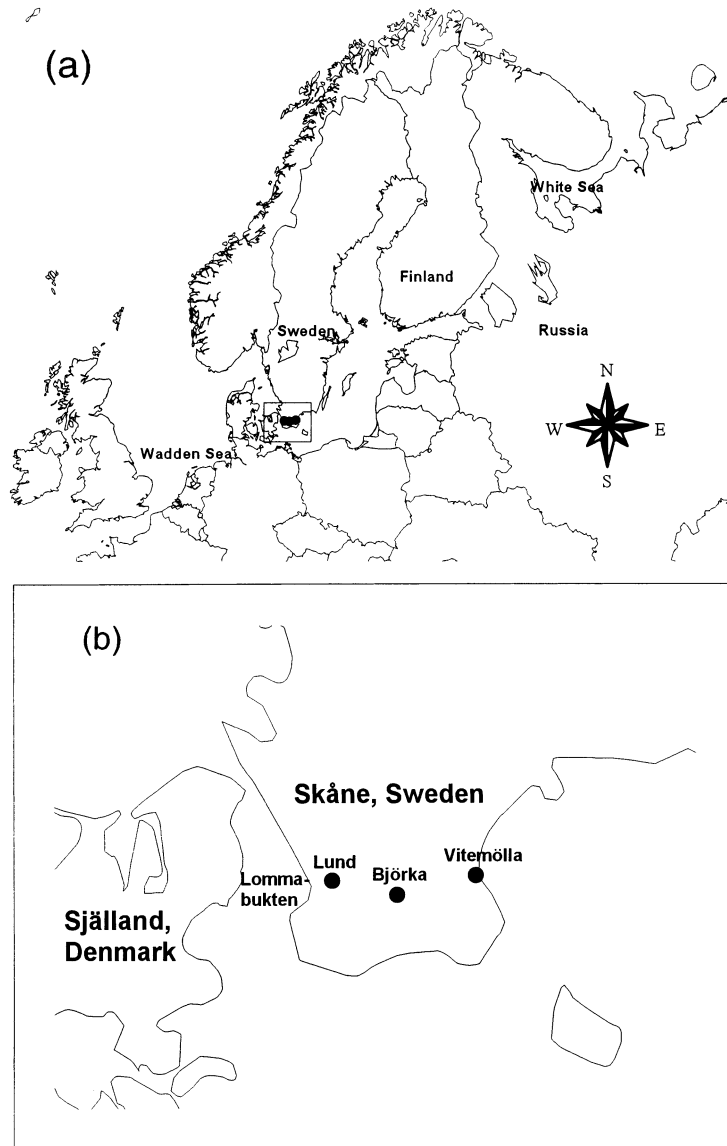 (a)
White Sea
Finland
Sweden
Russia
N
W
E
S
Wadden Sea
(b)
Skåne, Sweden
Vitemölla
Lund
Björka
Lomma-
bukten
Själland,
Denmark